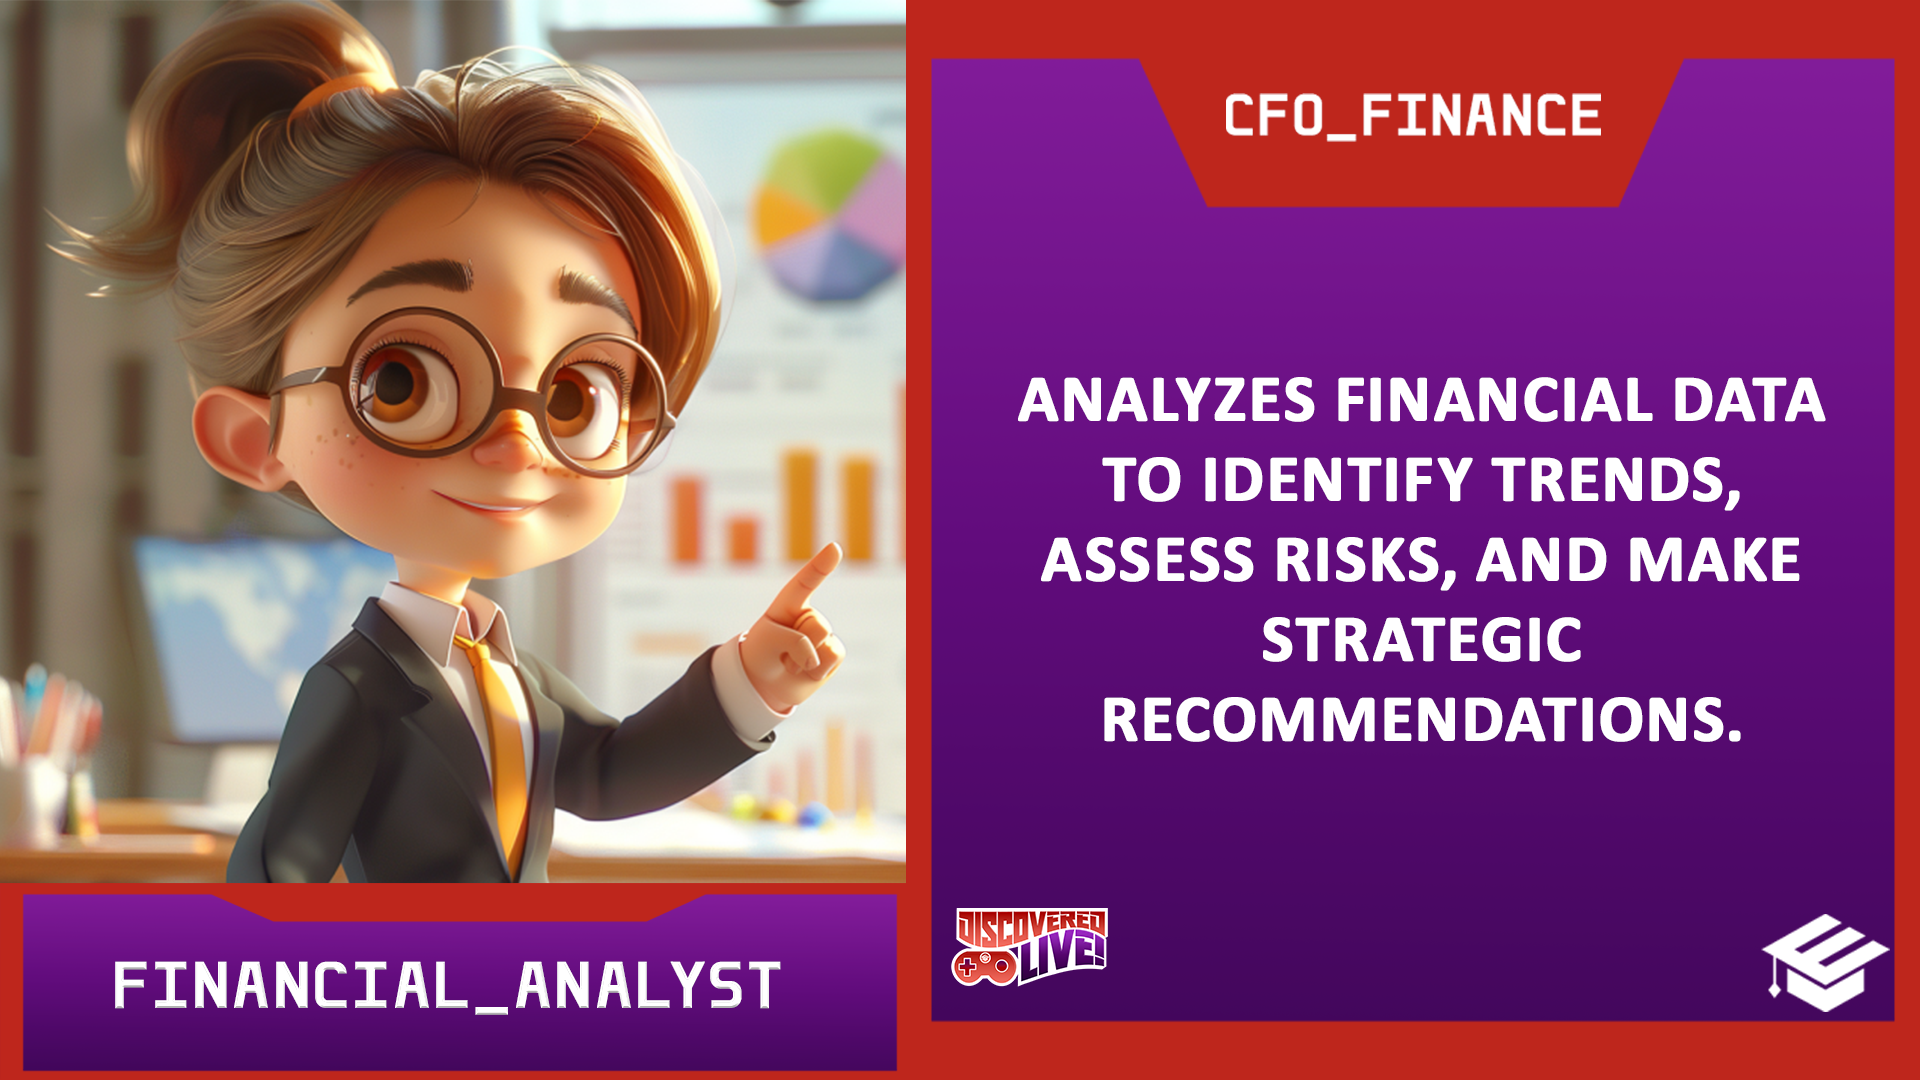 CFO_FINANCE
ANALYZES FINANCIAL DATA
TO IDENTIFY TRENDS,
ASSESS RISKS, AND MAKE
STRATEGIC
RECOMMENDATIONS.
DISCOVERED
LIVE!
FINANCIAL_ANALYST